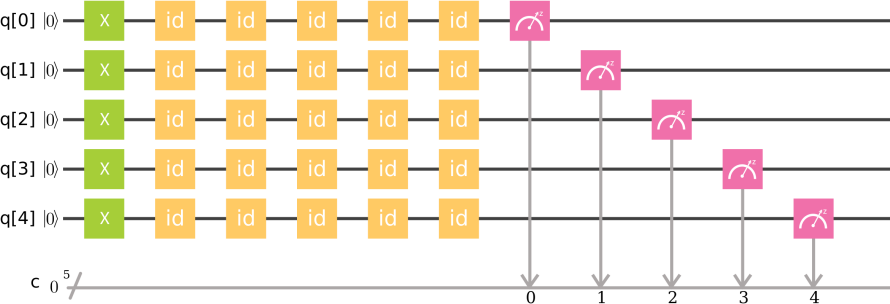 q[0] |0⟩ X id id id id id z
q[1] |0⟩ X id id id id id z
q[2] |0⟩ X id id id id id z
q[3] |0⟩ X id id id id id z
q[4] |0⟩ X id id id id id z
c 0 5
0 1 2 3 4